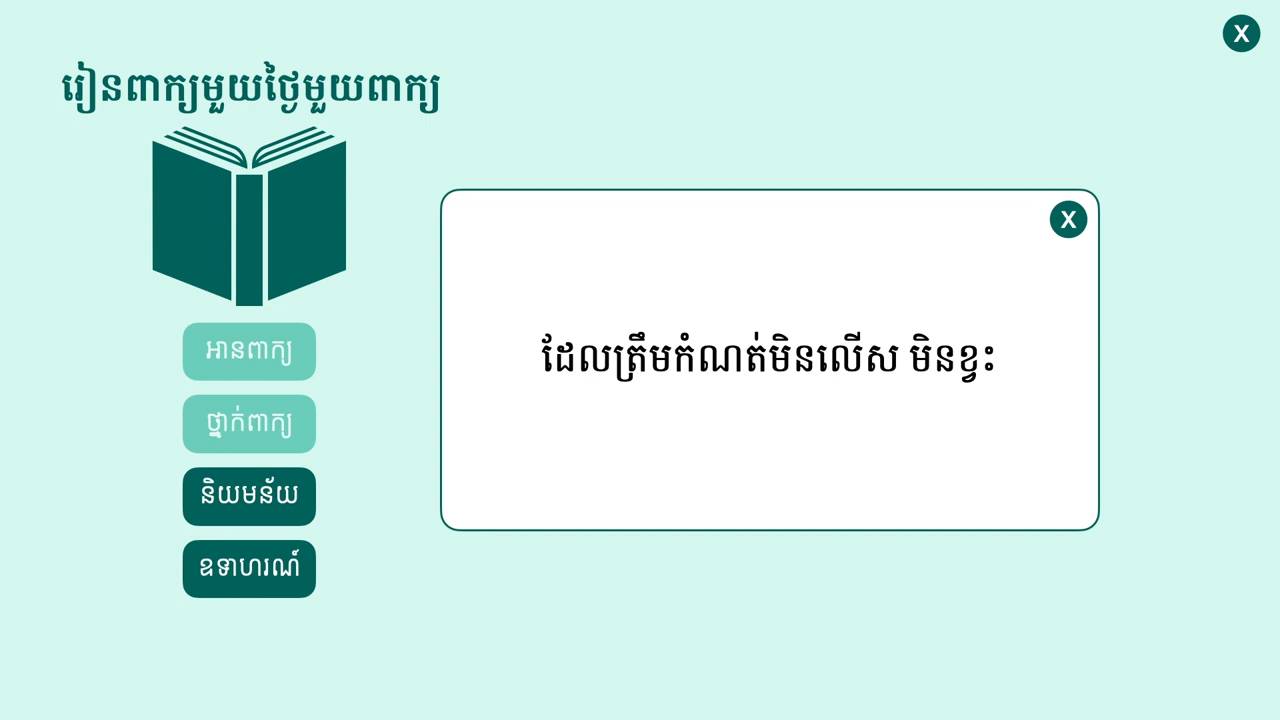 X
រៀនពាក្យមួយថ្ងៃមួយពាក្យ
X
ដែលត្រឹមកំណត់មិនលើស មិនខ្វះ
អានពាក្យ
ថ្នាក់ពាក្យ
និយមន័យ
ឧទាហរណ៍